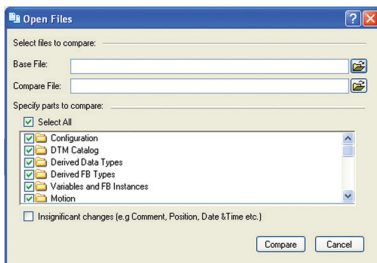 Open Files
Select files to compare:
Base File:
Compare File:
Specify parts to compare:
Select All
Configuration
DTM Catalog
Derived Data Types
Derived FB Types
Variables and FB Instances
Motion
Insignificant changes (e.g Comment, Position, Date &Time etc.)
Compare Cancel